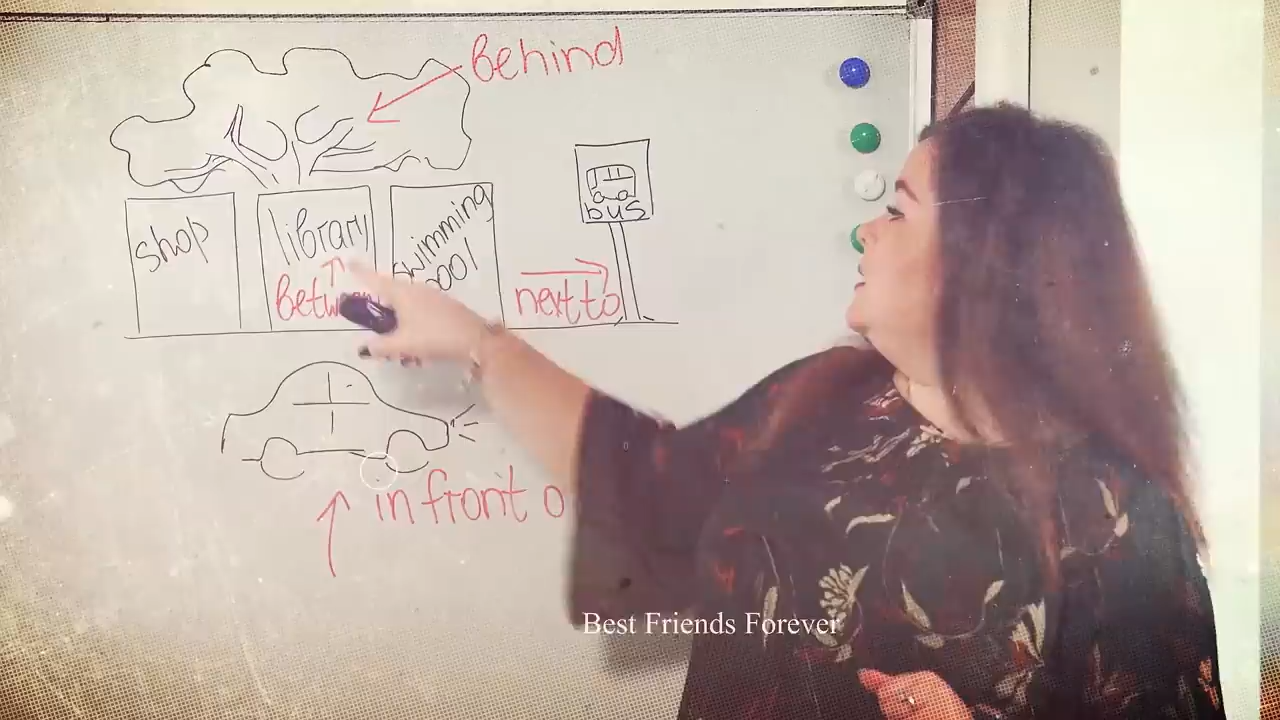 Behind
shop
library
swimming
bus
next to
in front o
Best Friends Forever